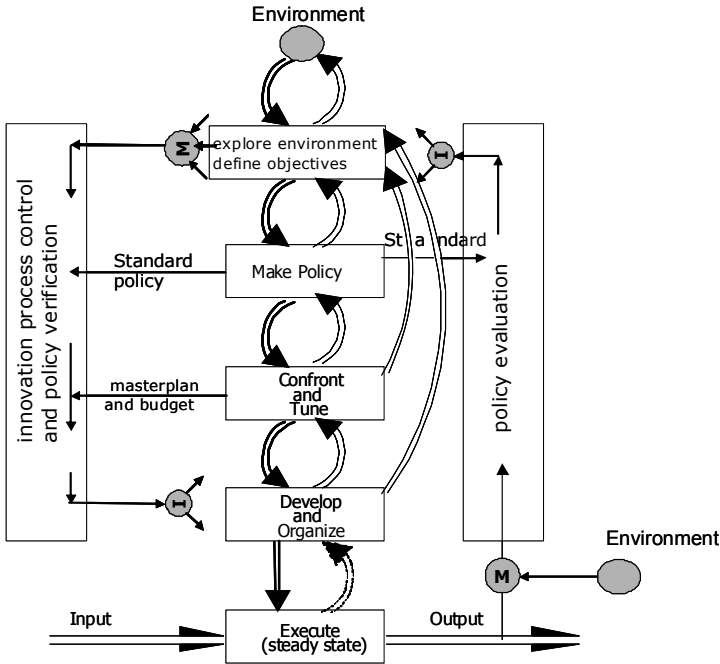 Environment
M
explore environment
define objectives
I
innovation process control
and policy verification
Standard
policy
Make Policy
Standard
policy evaluation
masterplan
and budget
Confront
and
Tune
I
Develop
and
Organize
Environment
M
Input
Execute
(steady state)
Output